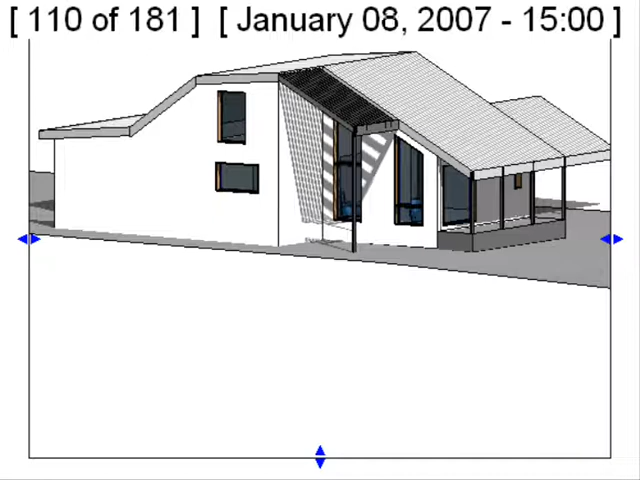 [ 110 of 181 ] [ January 08, 2007 - 15:00 ]